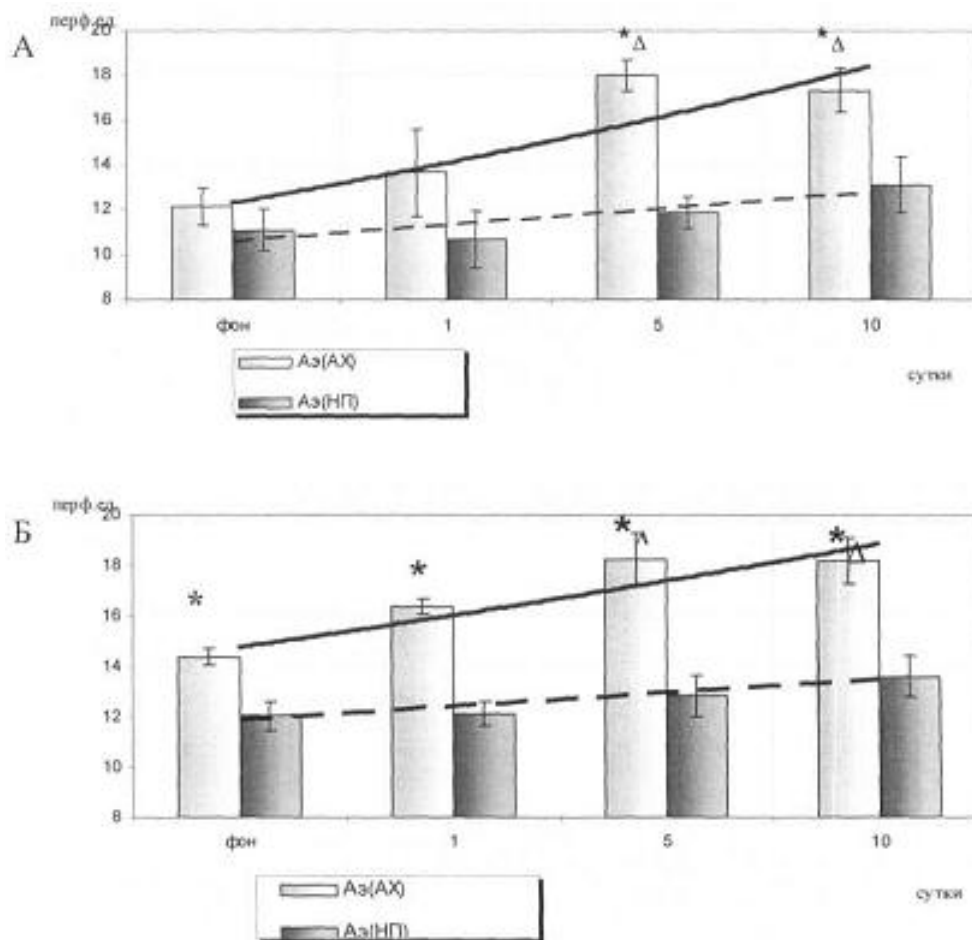 перф.ед
А
20
* Δ
* Δ
18
16
14
12
10
8
фон
1
5
10
Аэ(АХ)
Аэ(НП)
сутки
перф.ед
Б
20
*
*
* ^
* ^
18
16
14
12
10
8
фон
1
5
10
Аэ(АХ)
Аэ(НП)
сутки